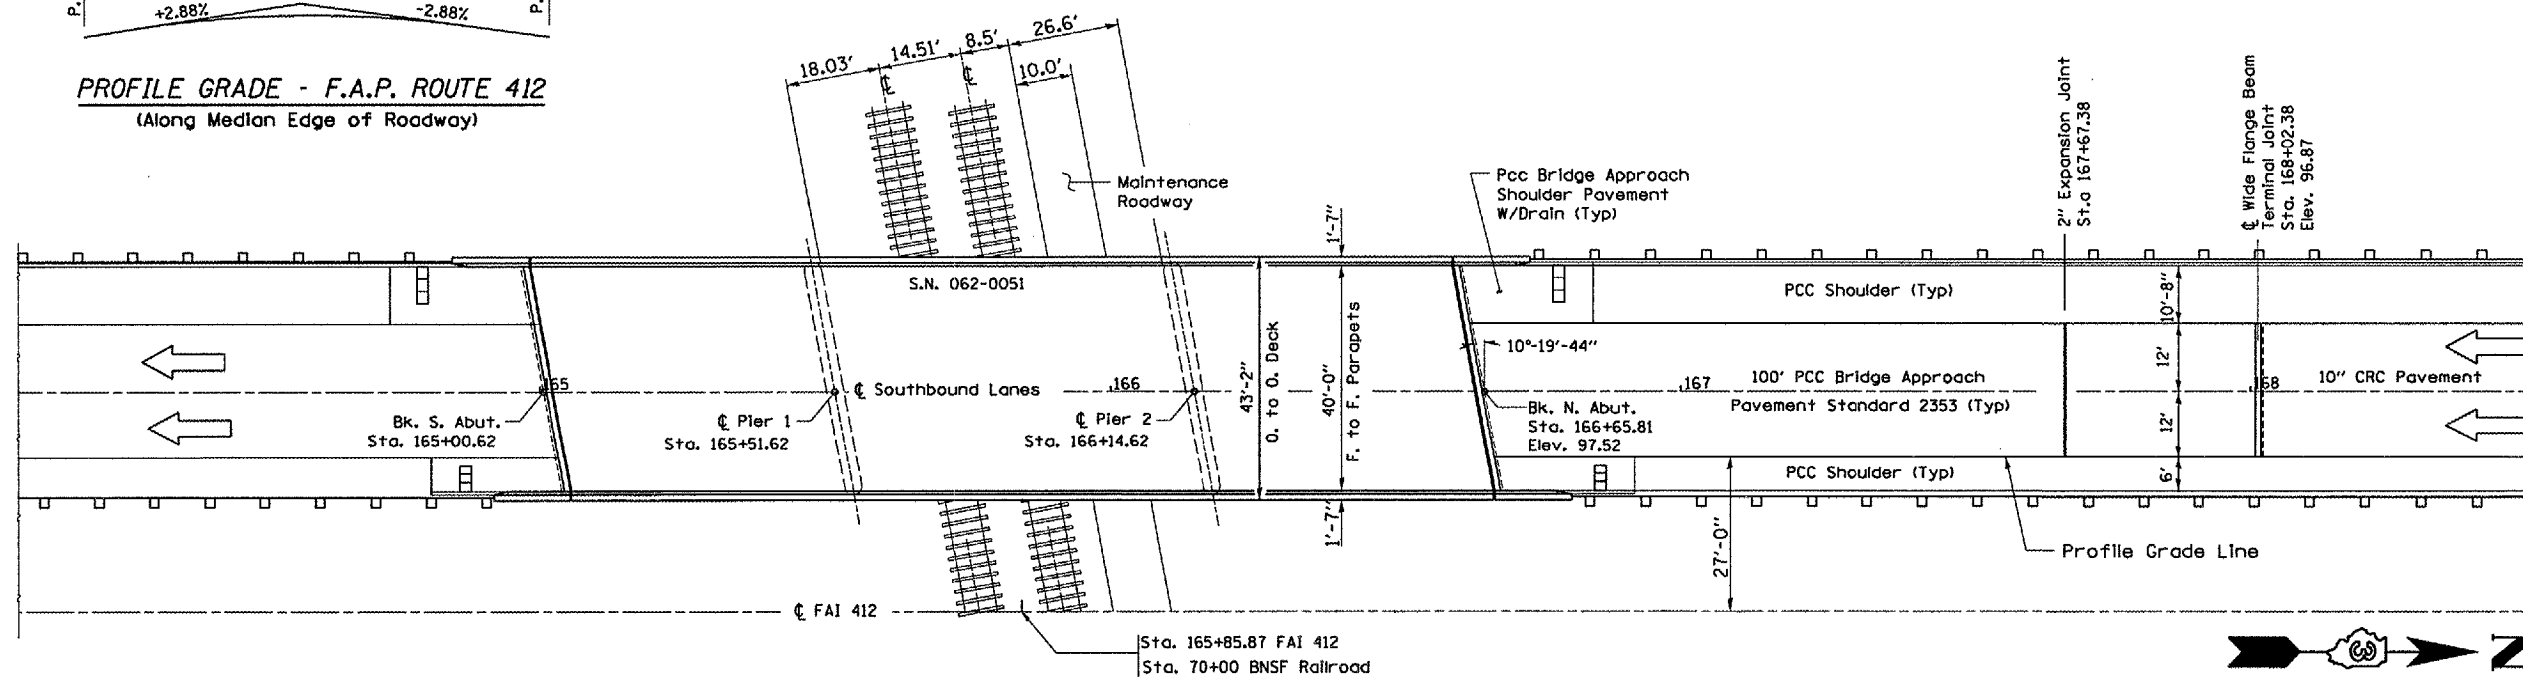 P.
+2.88%
-2.88%
P.
PROFILE GRADE - F.A.P. ROUTE 412
(Along Median Edge of Roadway)
18.03'
14.51'
8.5'
26.6'
10.0'
℄
℄
Maintenance
Roadway
Pcc Bridge Approach
Shoulder Pavement
W/Drain (Typ)
2" Expansion Joint
St.a 167+67.38
℄ Wide Flange Beam
Terminal Joint
Sta. 168+02.38
Elev. 96.87
1'-7"
S.N. 062-0051
PCC Shoulder (Typ)
10'-8"
43'-2"
O. to O. Deck
40'-0"
F. to F. Parapets
10°-19'-44"
12'
165
℄ Southbound Lanes
166
167
100' PCC Bridge Approach
Pavement Standard 2353 (Typ)
168
10" CRC Pavement
Bk. S. Abut.
Sta. 165+00.62
℄ Pier 1
Sta. 165+51.62
℄ Pier 2
Sta. 166+14.62
Bk. N. Abut.
Sta. 166+65.81
Elev. 97.52
12'
PCC Shoulder (Typ)
6'
1'-7"
27'-0"
Profile Grade Line
℄ FAI 412
Sta. 165+85.87 FAI 412
Sta. 70+00 BNSF Railroad
3
N